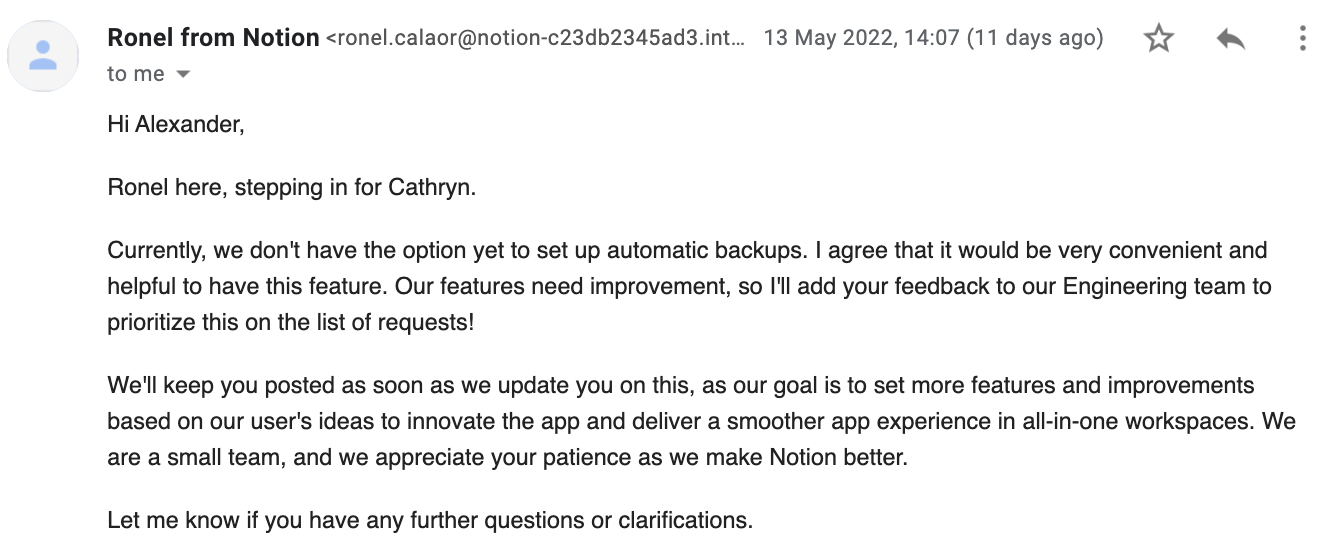 Ronel from Notion <ronel.calaor@notion-c23db2345ad3.int... 13 May 2022, 14:07 (11 days ago)
to me
Hi Alexander,
Ronel here, stepping in for Cathryn.
Currently, we don't have the option yet to set up automatic backups. I agree that it would be very convenient and
helpful to have this feature. Our features need improvement, so I'll add your feedback to our Engineering team to
prioritize this on the list of requests!
We'll keep you posted as soon as we update you on this, as our goal is to set more features and improvements
based on our user's ideas to innovate the app and deliver a smoother app experience in all-in-one workspaces. We
are a small team, and we appreciate your patience as we make Notion better.
Let me know if you have any further questions or clarifications.